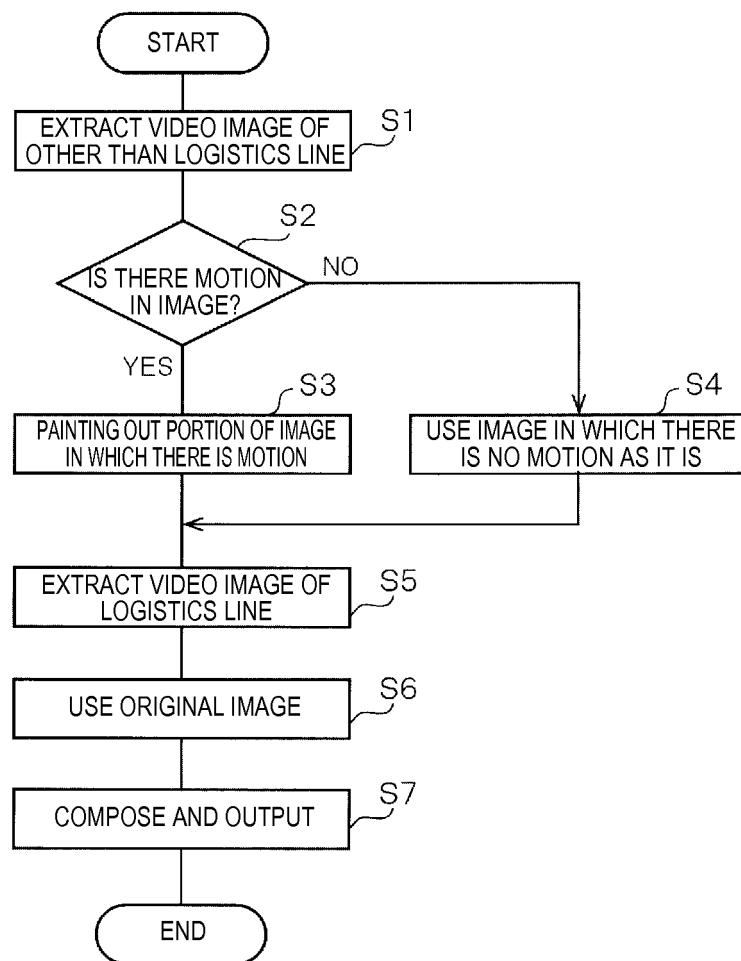 START
EXTRACT VIDEO IMAGE OF
OTHER THAN LOGISTICS LINE
S1
S2
IS THERE MOTION
IN IMAGE?
NO
YES
S3
PAINTING OUT PORTION OF IMAGE
IN WHICH THERE IS MOTION
S4
USE IMAGE IN WHICH THERE
IS NO MOTION AS IT IS
EXTRACT VIDEO IMAGE OF
LOGISTICS LINE
S5
USE ORIGINAL IMAGE
S6
COMPOSE AND OUTPUT
S7
END